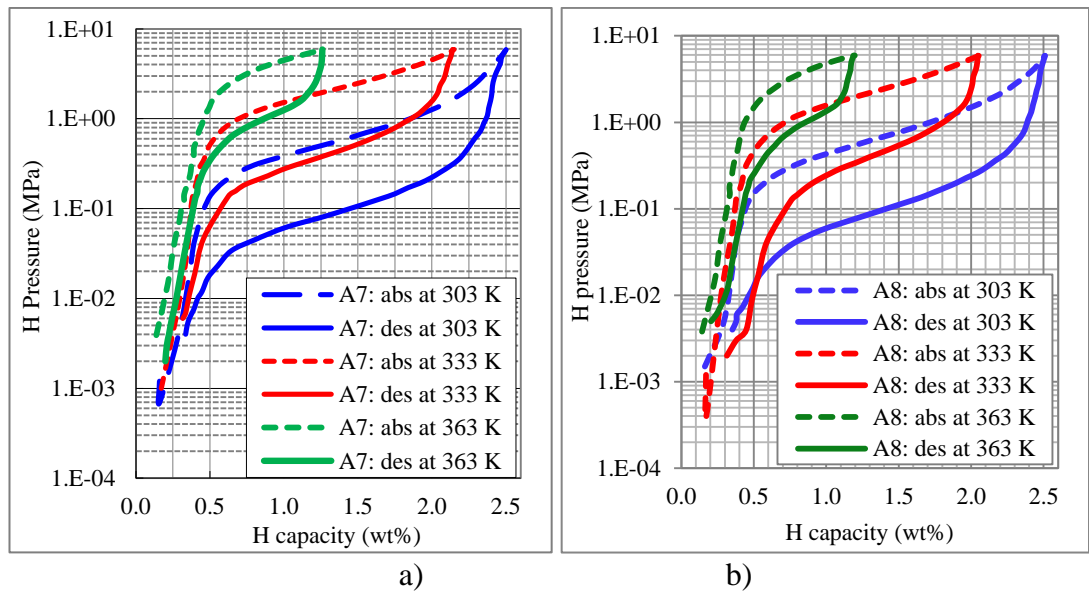 1.E+01
1.E+00
1.E-01
1.E-02
1.E-03
1.E-04
H Pressure (MPa)
A7: abs at 303 K
A7: des at 303 K
A7: abs at 333 K
A7: des at 333 K
A7: abs at 363 K
A7: des at 363 K
0.0 0.5 1.0 1.5 2.0 2.5
H capacity (wt%)
a)
1.E+01
1.E+00
1.E-01
1.E-02
1.E-03
1.E-04
H pressure (MPa)
A8: abs at 303 K
A8: des at 303 K
A8: abs at 333 K
A8: des at 333 K
A8: abs at 363 K
A8: des at 363 K
0.0 0.5 1.0 1.5 2.0 2.5
H capacity (wt%)
b)